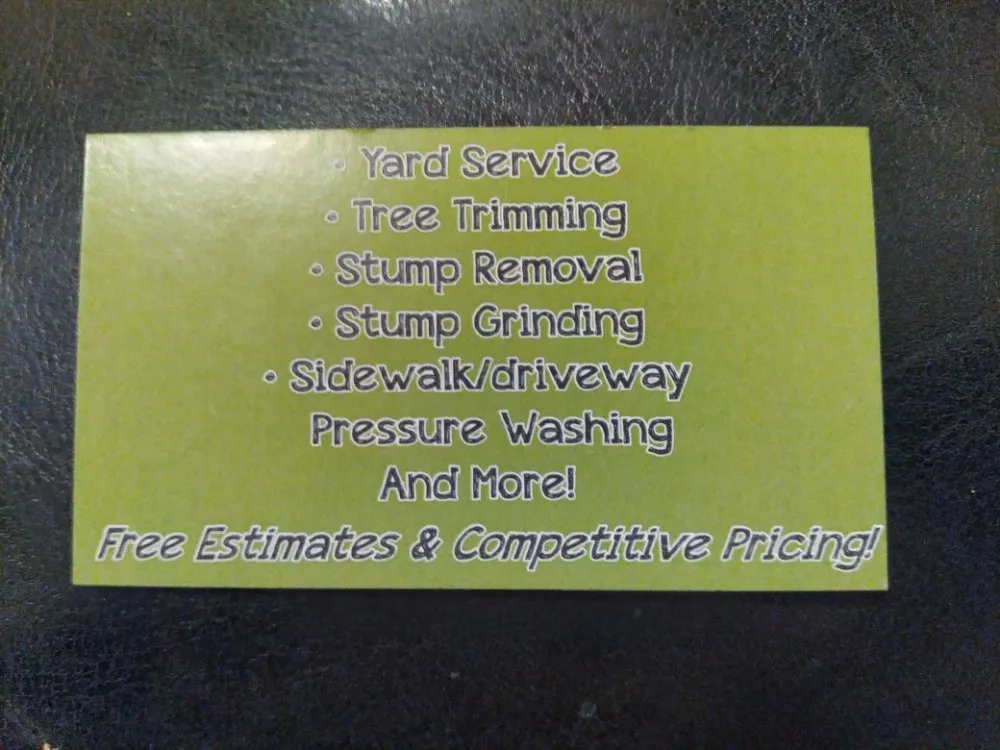 • Yard Service
• Tree Trimming
• Stump Removal
• Stump Grinding
• Sidewalk/driveway
Pressure Washing
And More!
Free Estimates & Competitive Pricing!